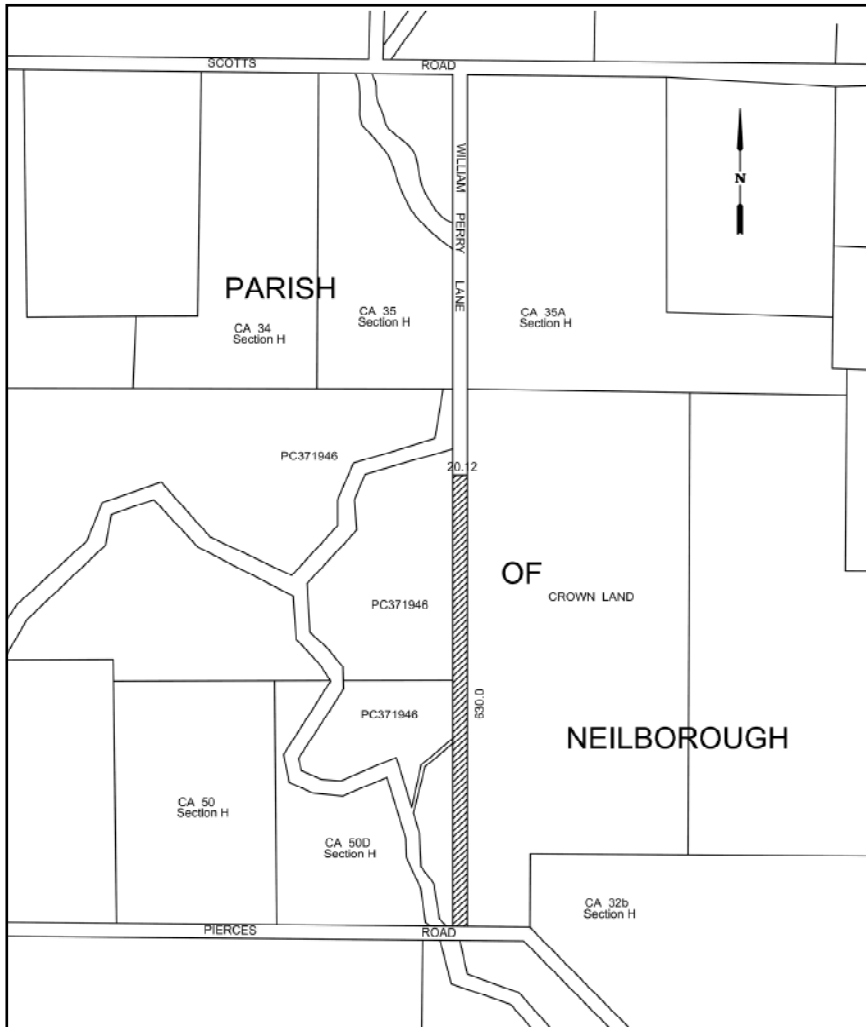 SCOTTS ROAD
WILLIAM PERRY LANE
N
PARISH
CA 34
Section H
CA 35
Section H
CA 35A
Section H
PC371946
20.12
OF
CROWN LAND
PC371946
639.0
PC371946
NEILBOROUGH
CA 50
Section H
CA 50D
Section H
CA 32b
Section H
PIERCES ROAD